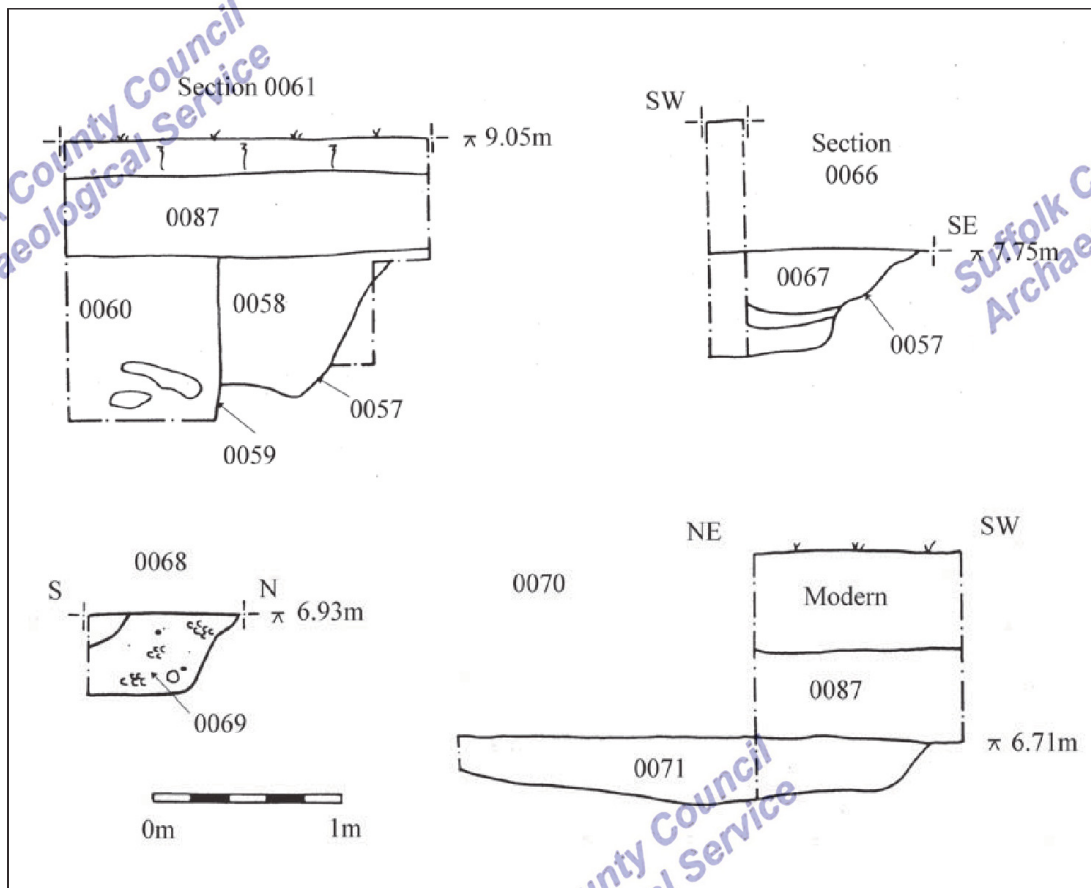 Section 0061
9.05m
0087
0060
0058
0057
0059
SW
Section
0066
SE
7.75m
0067
0057
0068
S
N
6.93m
0069
0m
1m
NE
SW
0070
Modern
0087
6.71m
0071
County Council
Archaeological Service
Suffolk C
Archae
County Council
Service